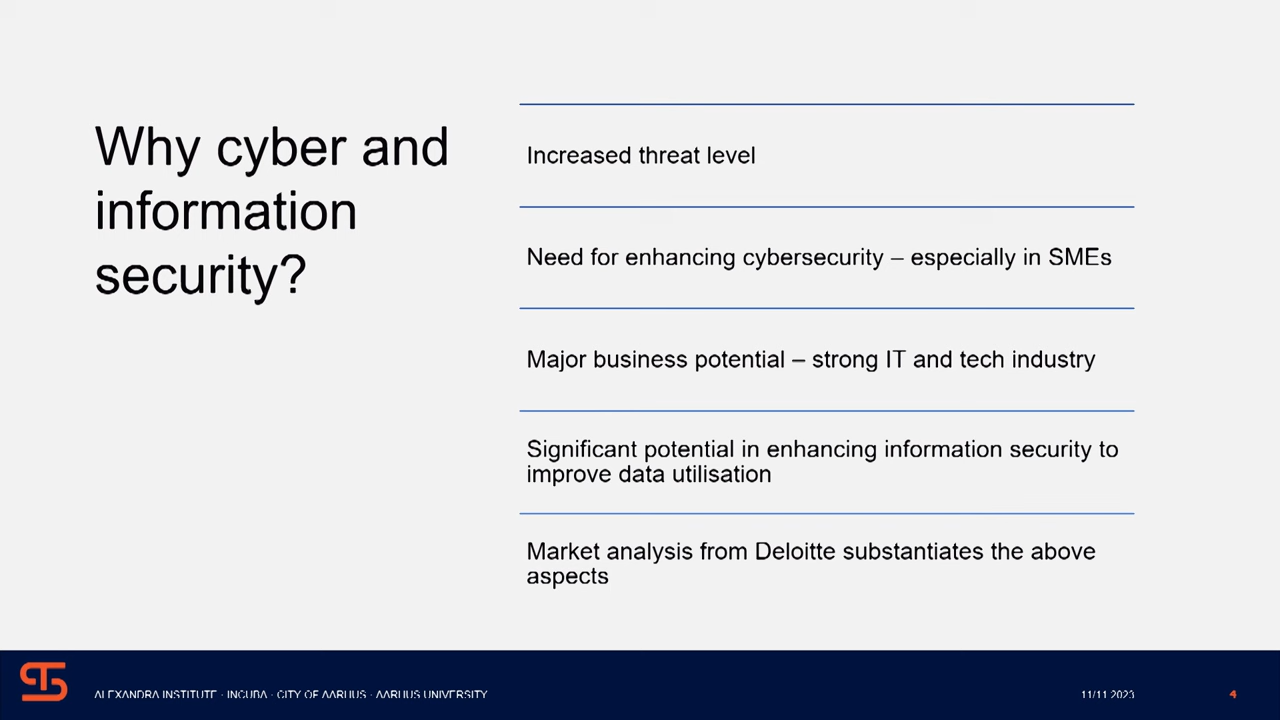 Why cyber and
information
security?
Increased threat level
Need for enhancing cybersecurity – especially in SMEs
Major business potential – strong IT and tech industry
Significant potential in enhancing information security to
improve data utilisation
Market analysis from Deloitte substantiates the above
aspects
ALEXANDRA INSTITUTE · INCUBA · CITY OF AARHUS · AARHUS UNIVERSITY
11/11 2023
4